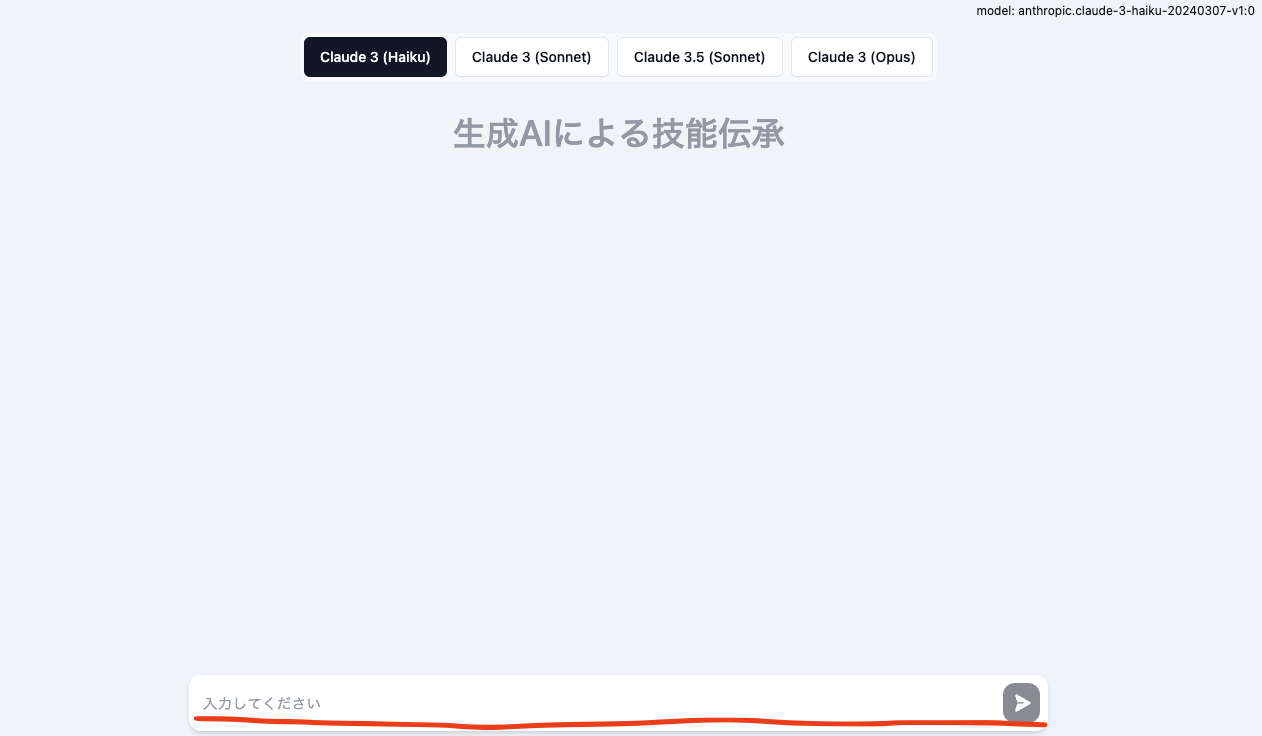 model: anthropic.claude-3-haiku-20240307-v1:0
Claude 3 (Haiku) Claude 3 (Sonnet) Claude 3.5 (Sonnet) Claude 3 (Opus)
生成AIによる技能伝承
入力してください